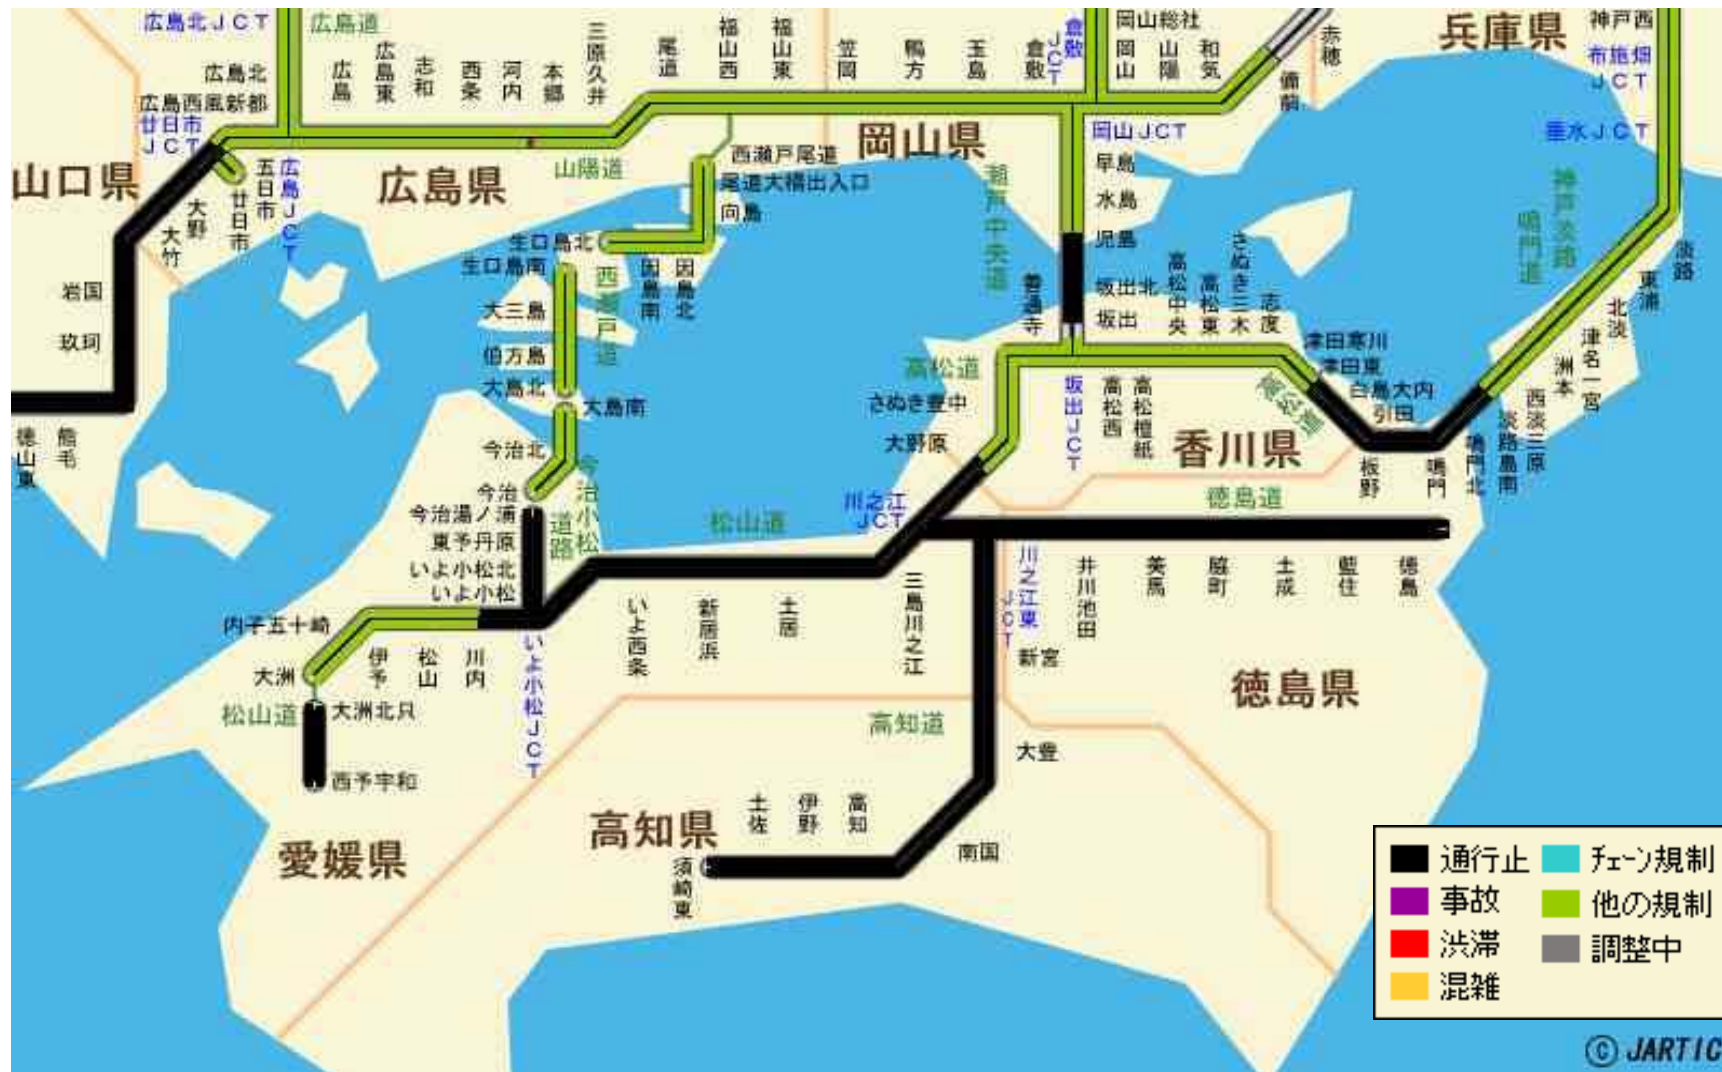 広島北JCT
広島道
広島北
広島西風新都
廿日市
JCT
五日市
廿日市
大野
大竹
広島JCT
広島
広島東
志和
西条
河内
本郷
三原久井
尾道
福山西
福山東
笠岡
鴨方
玉島
倉敷
倉敷JCT
岡山総社
岡山
山陽
和気
備前
赤穂
兵庫県
神戸西
布施畑
JCT
垂水JCT
山口県
広島県
山陽道
岡山県
岡山JCT
早島
水島
児島
坂出北
坂出
瀬戸中央道
神戸淡路
鳴門道
西瀬戸尾道
尾道大橋出入口
向島
生口島北
生口島南
因島南
因島北
西瀬戸道
大三島
伯方島
大島北
大島南
今治北
今治
今治湯ノ浦
東予丹原
いよ小松北
いよ小松
今治小松
道路
岩国
玖珂
徳山東
熊毛
善通寺
高松中央
高松東
さぬき三木
志度
津田寒川
津田東
白鳥大内
引田
高松道
高松道
さぬき豊中
大野原
坂出JCT
高松西
高松檀紙
香川県
板野
鳴門
鳴門北
淡路島南
西淡三原
洲本
津名一宮
北淡
東浦
淡路
徳島道
川之江
JCT
松山道
川之江東
JCT
井川池田
美馬
脇町
土成
藍住
徳島
三島川之江
土居
新居浜
いよ西条
いよ小松JCT
内子五十崎
大洲
伊予
松山
川内
松山道
大洲北只
西予宇和
愛媛県
新宮
高知道
大豊
徳島県
高知県
土佐
伊野
高知
南国
須崎東
通行止
チェーン規制
事故
他の規制
渋滞
調整中
混雑
© JARTIC